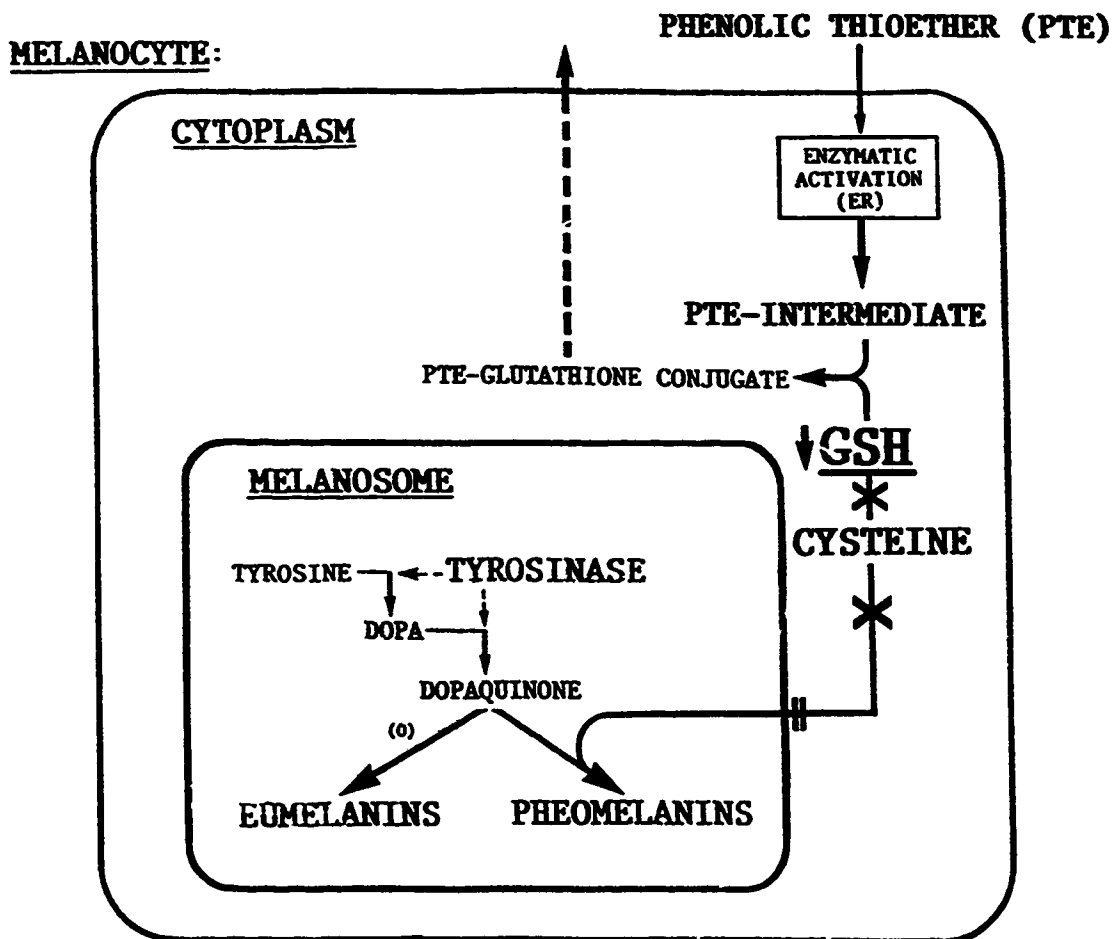 PHENOLIC THIOETHER (PTE)
MELANOCYTE:
CYTOPLASM
ENZYMATIC
ACTIVATION
(ER)
PTE-INTERMEDIATE
PTE-GLUTATHIONE CONJUGATE
GSH
MELANOSOME
CYSTEINE
TYROSINE
TYROSINASE
DOPA
DOPAQUINONE
(O)
EUMELANINS
PHEOMELANINS